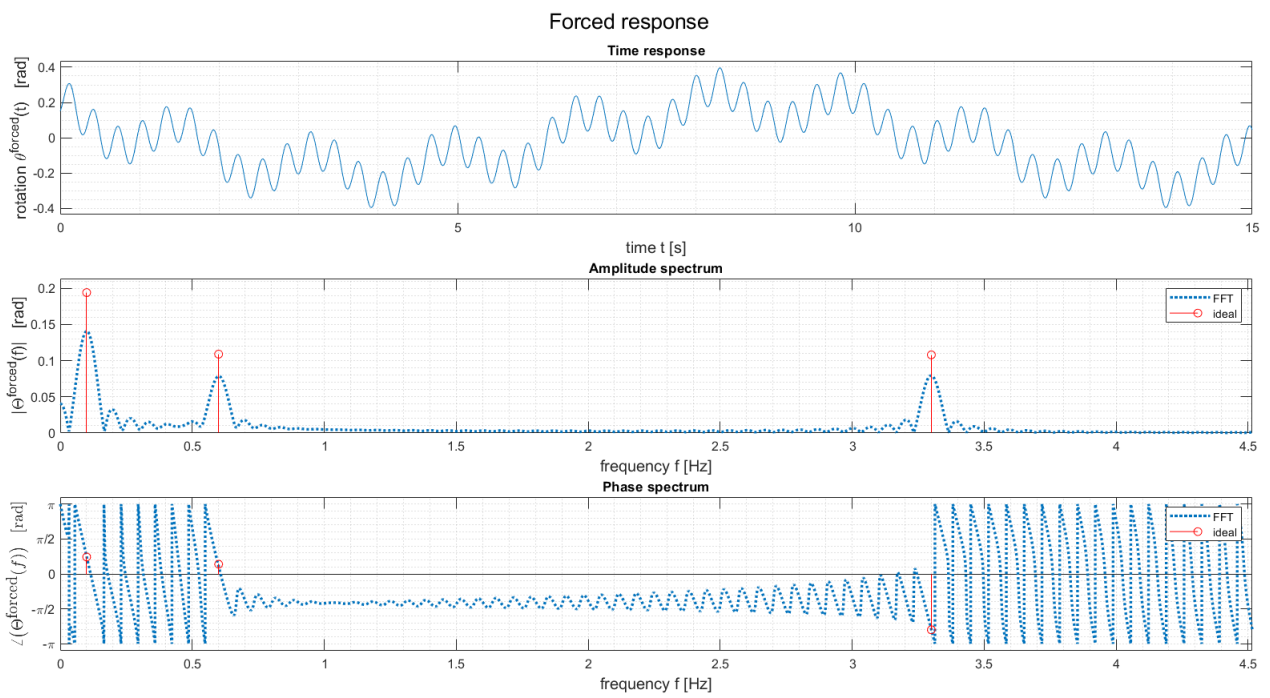 Forced response
Time response
rotation θ^forced(t) [rad]
0.4
0.2
0
-0.2
-0.4
0 5 10 15
time t [s]
Amplitude spectrum
|Θ^forced(f)| [rad]
0.2
0.15
0.1
0.05
0
FFT
ideal
0 0.5 1 1.5 2 2.5 3 3.5 4 4.5
frequency f [Hz]
Phase spectrum
∠(Θ^forced(f)) [rad]
π
π/2
0
-π/2
-π
FFT
ideal
0 0.5 1 1.5 2 2.5 3 3.5 4 4.5
frequency f [Hz]